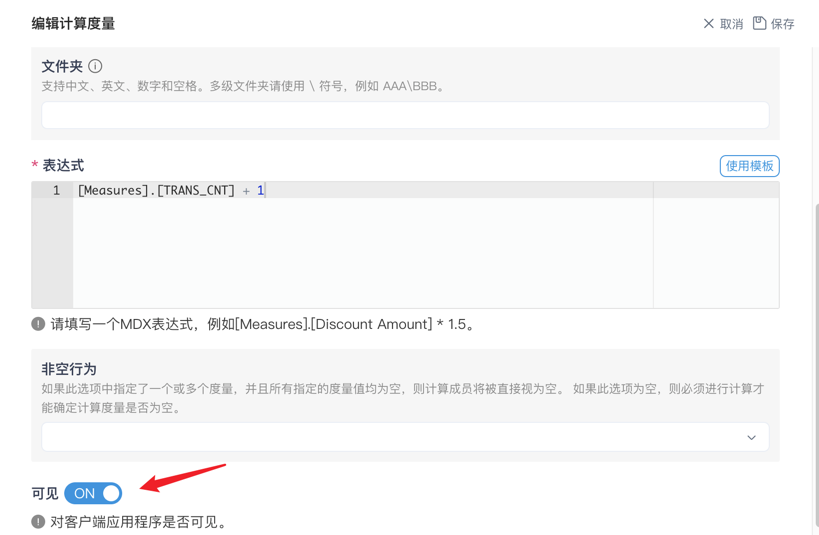 编辑计算度量
取消 保存
文件夹
支持中文、英文、数字和空格。多级文件夹请使用 \ 符号，例如 AAA\BBB。
* 表达式
使用模板
1 [Measures].[TRANS_CNT] + 1
请填写一个MDX表达式，例如[Measures].[Discount Amount] * 1.5。
非空行为
如果此选项中指定了一个或多个度量，并且所有指定的度量值均为空，则计算成员将被直接视为空。 如果此选项为空，则必须进行计算才
能确定计算度量是否为空。
可见 ON
对客户端应用程序是否可见。